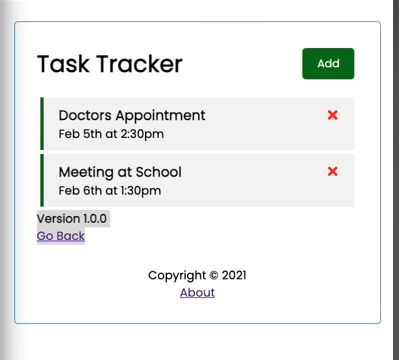 Task Tracker
Add
Doctors Appointment
Feb 5th at 2:30pm
Meeting at School
Feb 6th at 1:30pm
Version 1.0.0
Go Back
Copyright © 2021
About